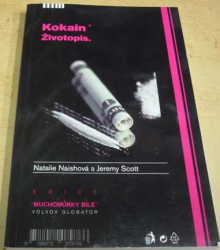 Kokain
Životopis.
Natalie Naishová a Jeremy Scott
EDICE
"MUCHOMŮRKY BÍLÉ"
VOLVOX GLOBATOR